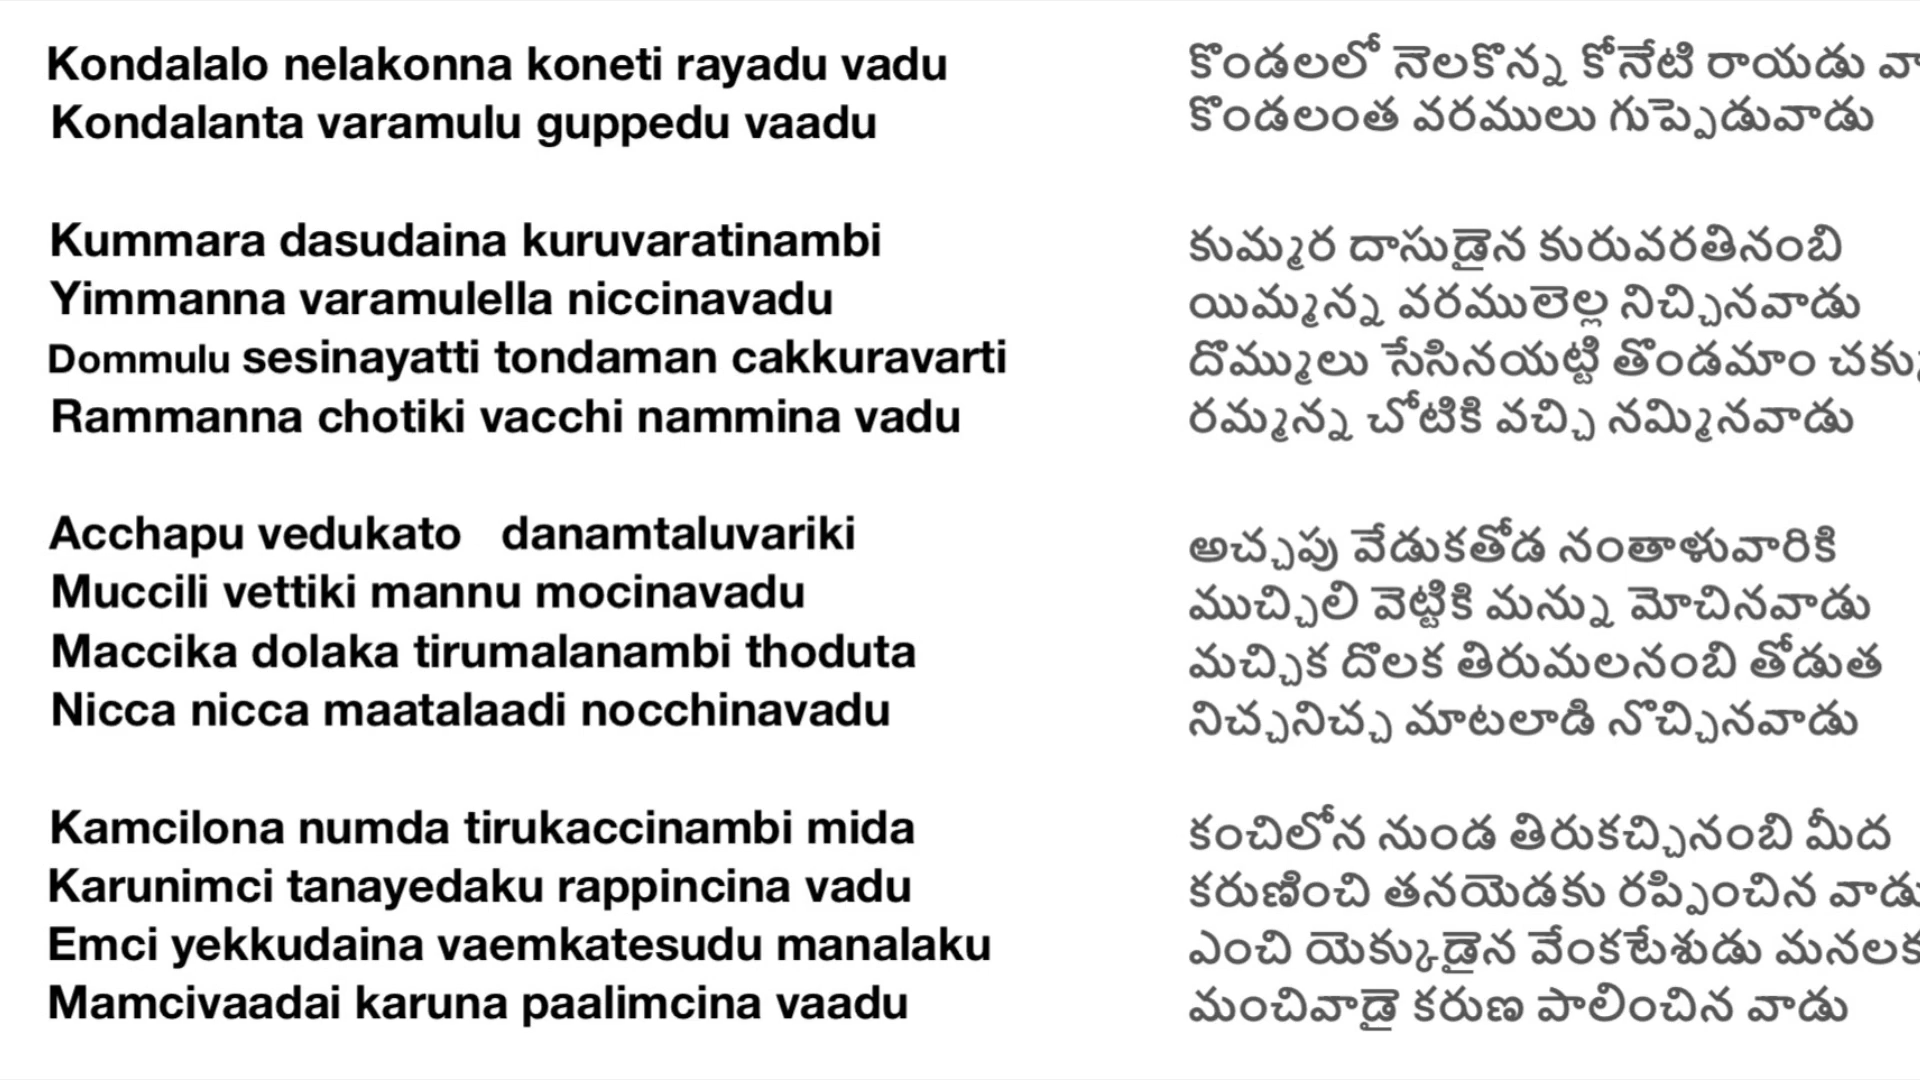 Kondalalo nelakonna koneti rayadu vadu
Kondalanta varamulu guppedu vaadu
Kummara dasudaina kuruvaratinambi
Yimmanna varamulella niccinavadu
Dommulu sesinayatti tondaman cakkuravarti
Rammanna chotiki vacchi nammina vadu
Acchapu vedukato danamtaluvariki
Muccili vettiki mannu mocinavadu
Maccika dolaka tirumalanambi thoduta
Nicca nicca maatalaadi nocchinavadu
Kamcilona numda tirukaccinambi mida
Karunimci tanayedaku rappincina vadu
Emci yekkudaina vaemkatesudu manalaku
Mamcivaadai karuna paalimcina vaadu
కొండలలో నెలకొన్న కోనేటి రాయడు
కొండలంత వరములు గుప్పెడువాడు
కుమ్మర దాసుడైన కురువరతినంబి
యిమ్మన్న వరములెల్ల నిచ్చినవాడు
దొమ్ములు సేసినయట్టి తొండమాం
రమ్మన్న చోటికి వచ్చి నమ్మినవాడు
అచ్చపు వేడుకతోడ నంతాళువారికి
ముచ్చిలి వెట్టికి మన్ను మోచినవాడు
మచ్చిక దొలక తిరుమలనంబి తోడుత
నిచ్చనిచ్చ మాటలాడి నొచ్చినవాడు
కంచిలోన నుండ తిరుకచ్చినంబి మీద
కరుణించి తనయెడకు రప్పించిన వాడు
ఎంచి యెక్కుడైన వేంకటేశుడు
మంచివాడై కరుణ పాలించిన వాడు